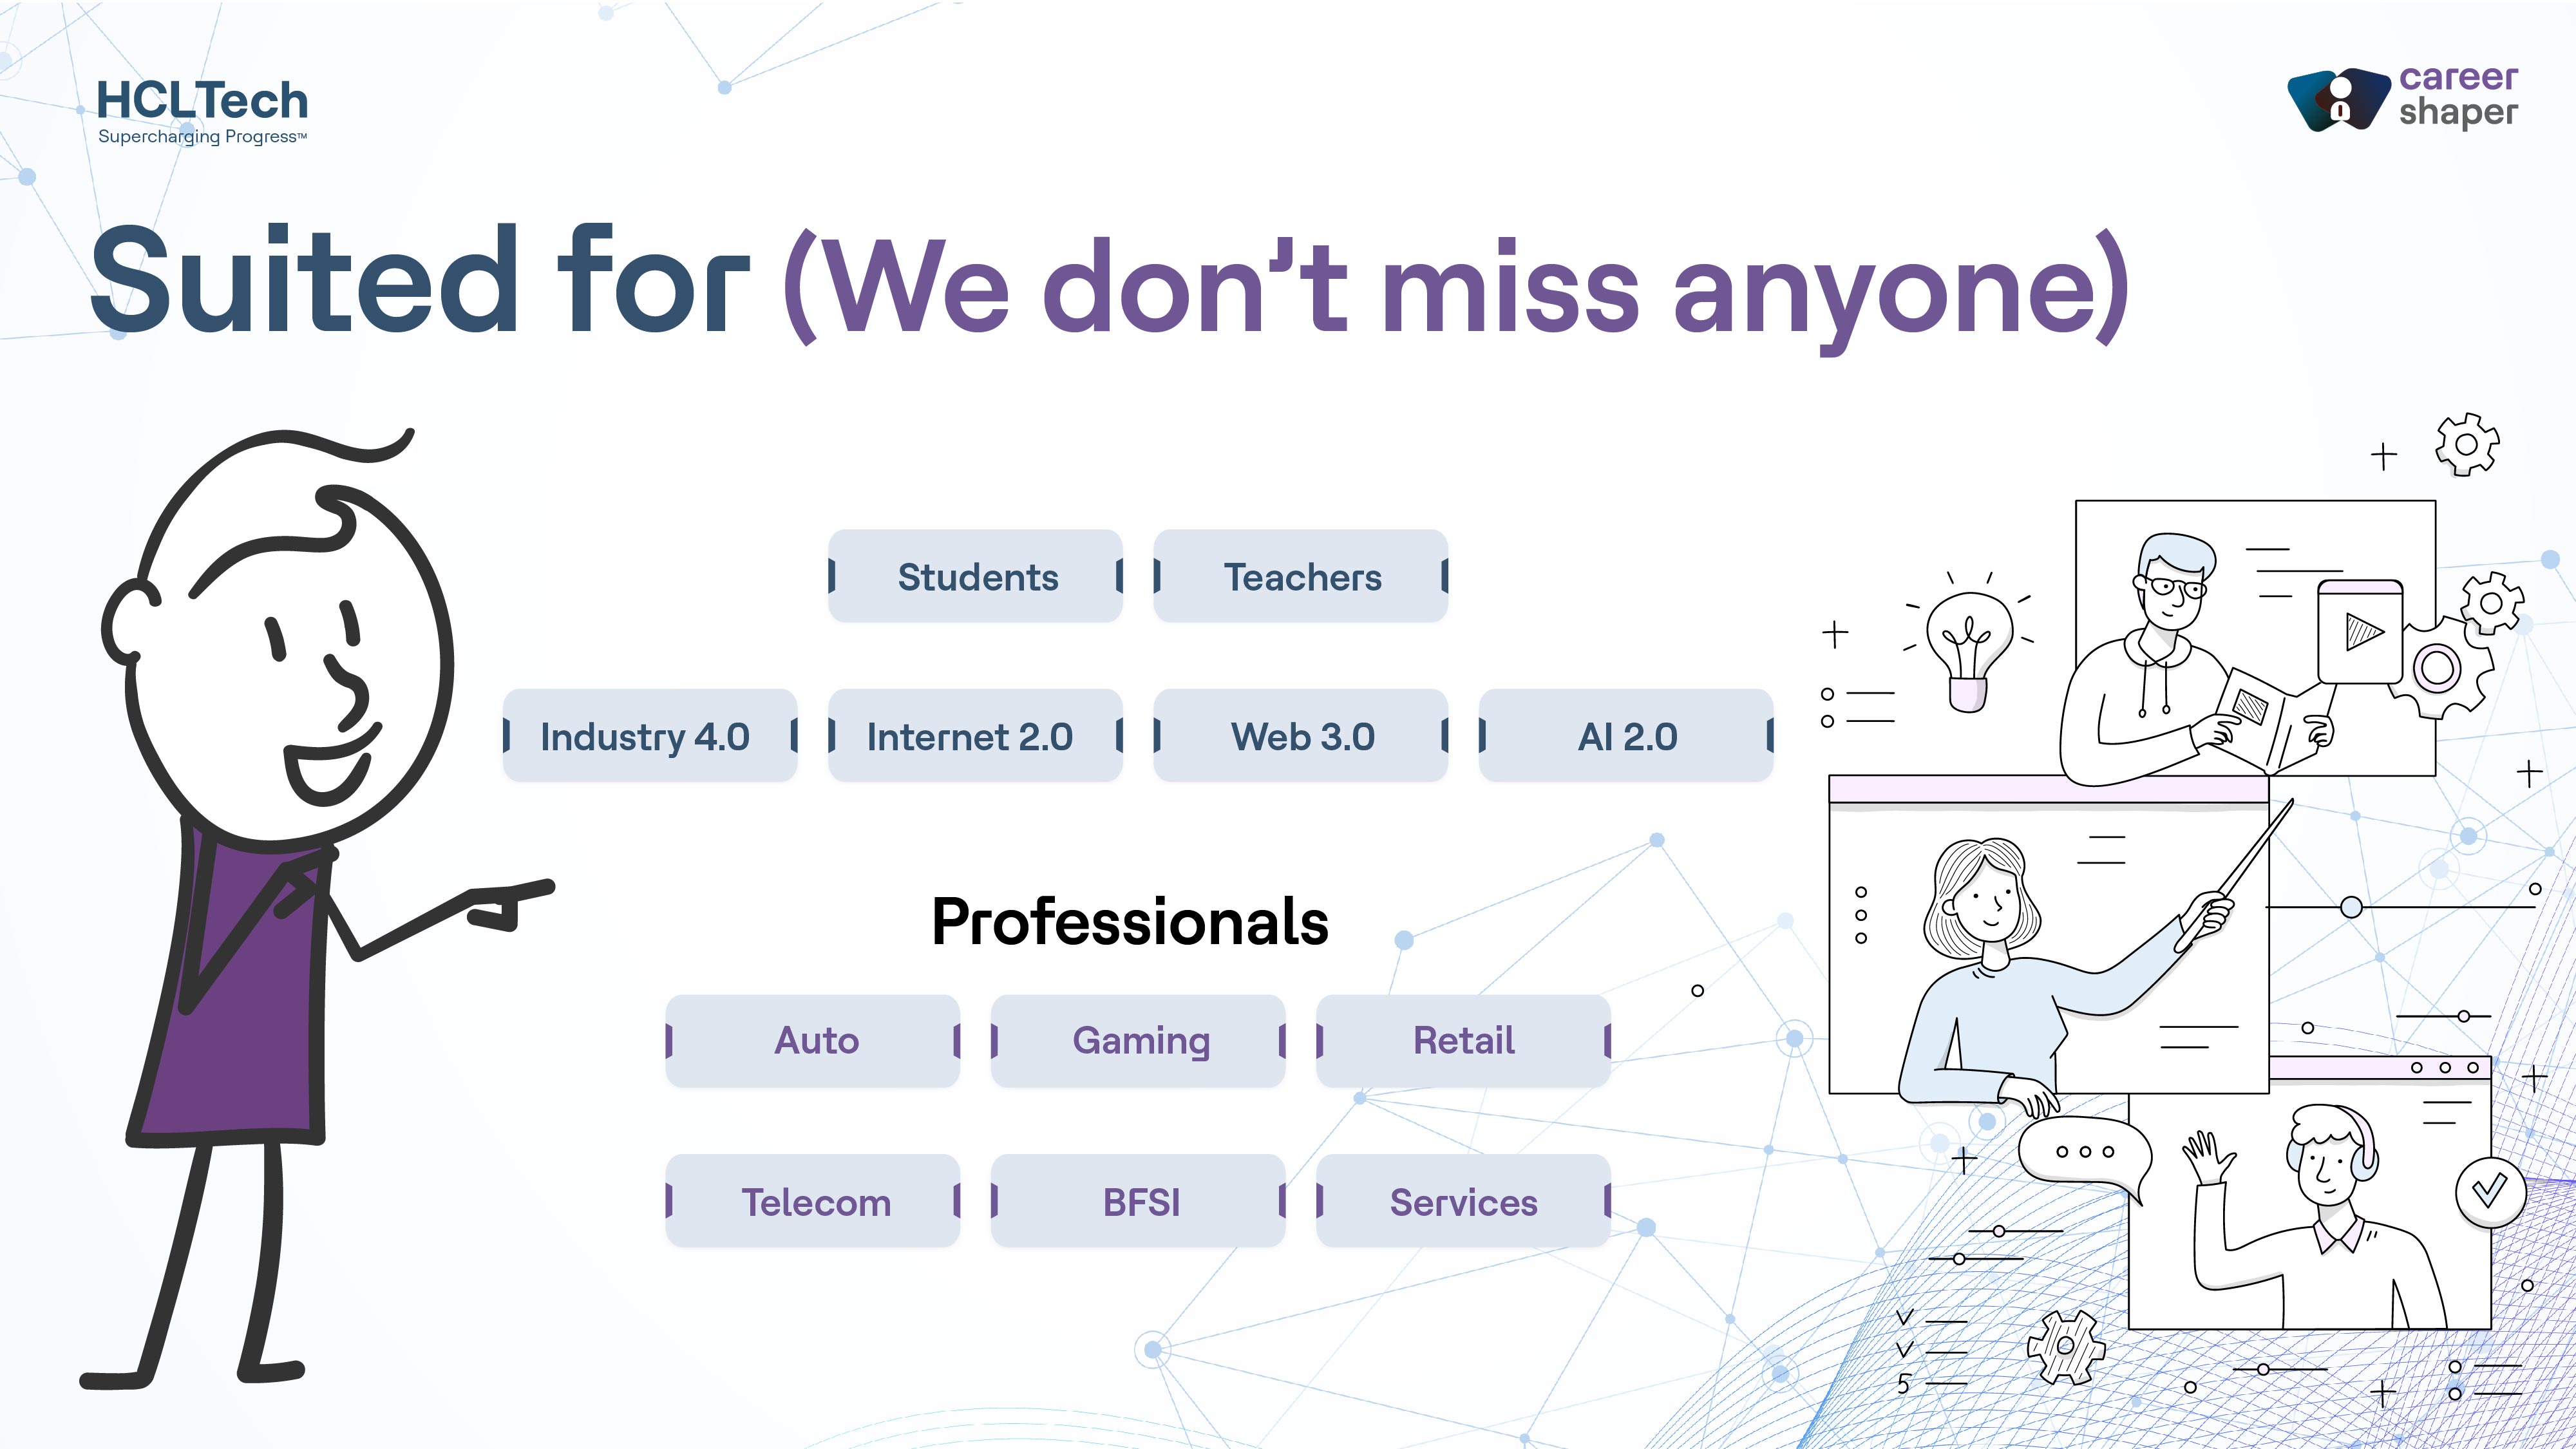 HCLTech
Supercharging Progress™
career
shaper
Suited for (We don't miss anyone)
Students
Teachers
Industry 4.0
Internet 2.0
Web 3.0
AI 2.0
Professionals
Auto
Gaming
Retail
Telecom
BFSI
Services
5